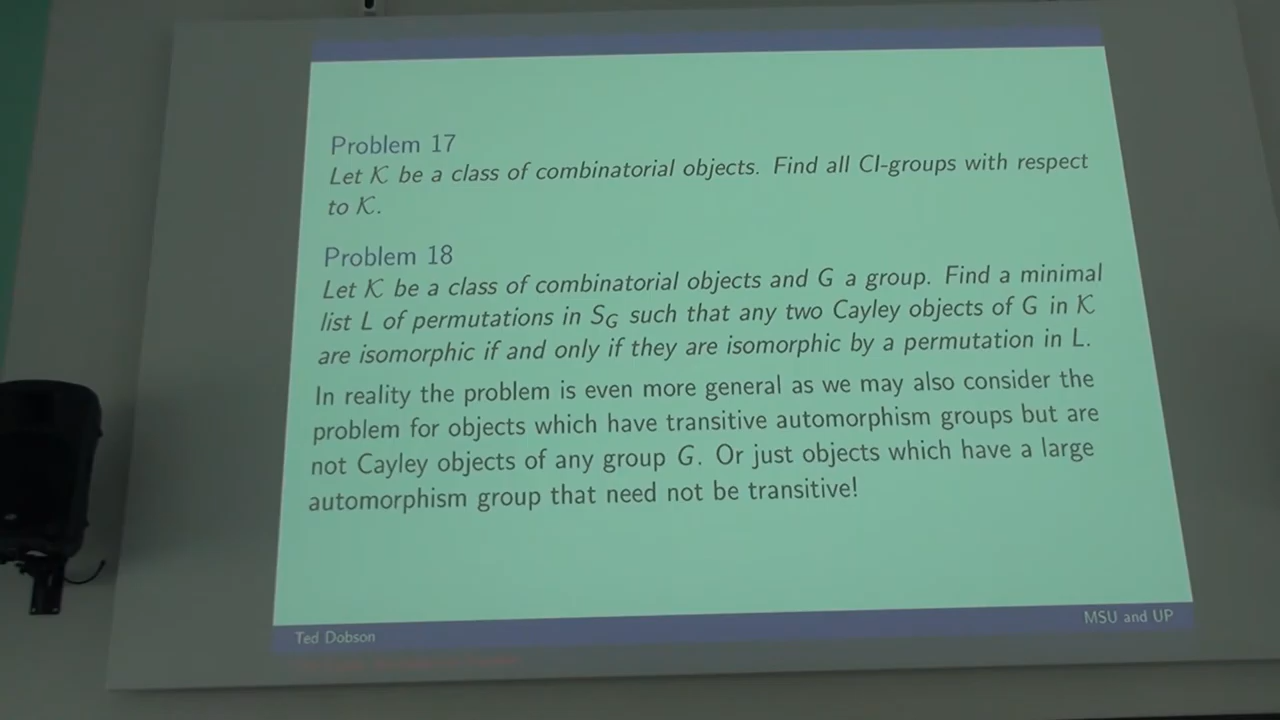 Problem 17
Let K be a class of combinatorial objects. Find all CI-groups with respect
to K.
Problem 18
Let K be a class of combinatorial objects and G a group. Find a minimal
list L of permutations in S_G such that any two Cayley objects of G in K
are isomorphic if and only if they are isomorphic by a permutation in L.
In reality the problem is even more general as we may also consider the
problem for objects which have transitive automorphism groups but are
not Cayley objects of any group G. Or just objects which have a large
automorphism group that need not be transitive!
Ted Dobson
MSU and UP